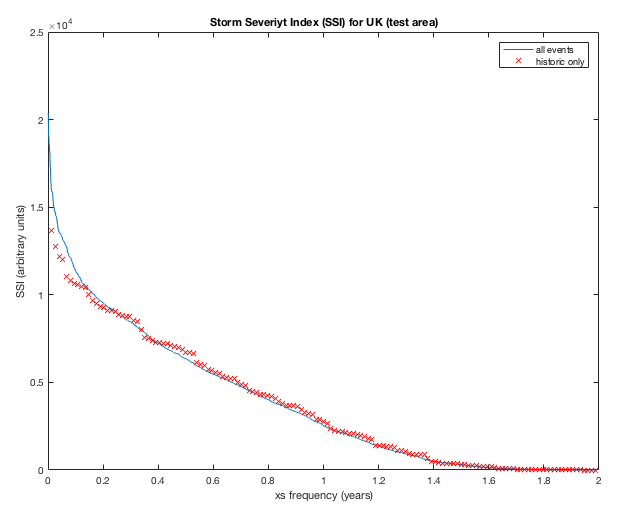 Storm Severiyt Index (SSI) for UK (test area)
×10⁴
2.5
2
1.5
1
0.5
0
SSI (arbitrary units)
all events
historic only
0 0.2 0.4 0.6 0.8 1 1.2 1.4 1.6 1.8 2
xs frequency (years)